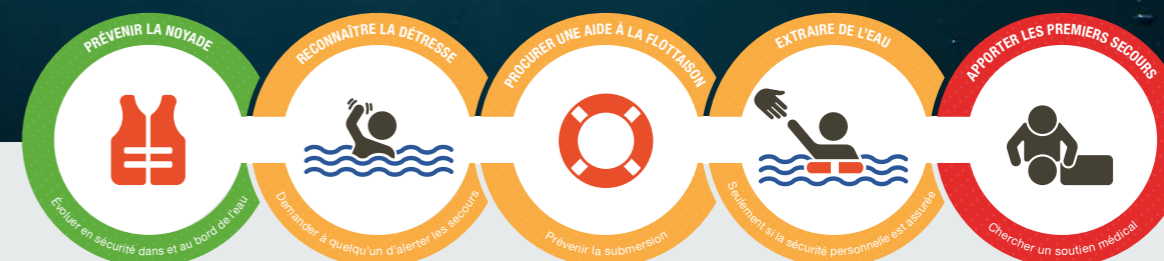 PRÉVENIR LA NOYADE
Évoluer en sécurité dans et au bord de l'eau
RECONNAÎTRE LA DÉTRESSE
Demander à quelqu'un d'alerter les secours
PROCURER UNE AIDE À LA FLOTTAISON
Prévenir la submersion
EXTRAIRE DE L'EAU
Seulement si la sécurité personnelle est assurée
APPORTER LES PREMIERS SECOURS
Chercher un soutien médical